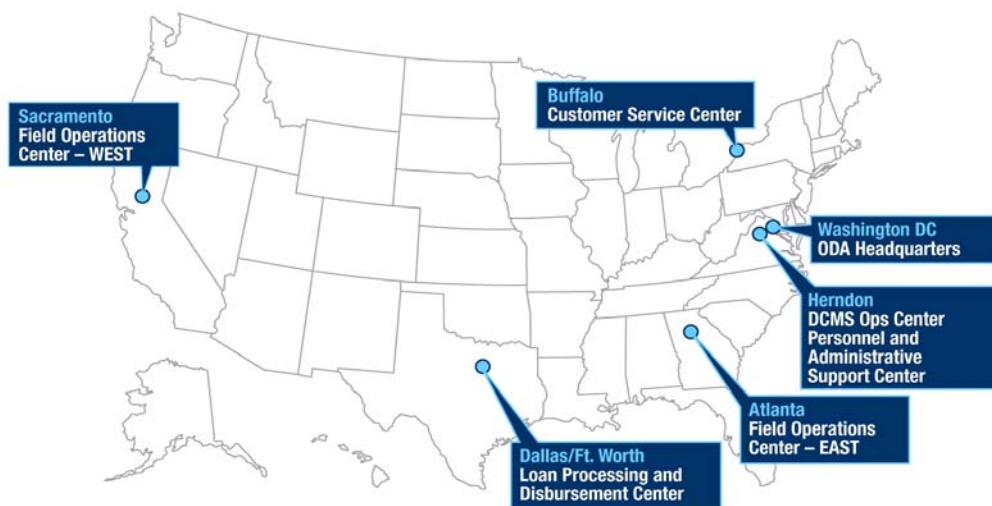 Sacramento
Field Operations
Center – WEST
Buffalo
Customer Service Center
Washington DC
ODA Headquarters
Herndon
DCMS Ops Center
Personnel and
Administrative
Support Center
Atlanta
Field Operations
Center – EAST
Dallas/Ft. Worth
Loan Processing and
Disbursement Center